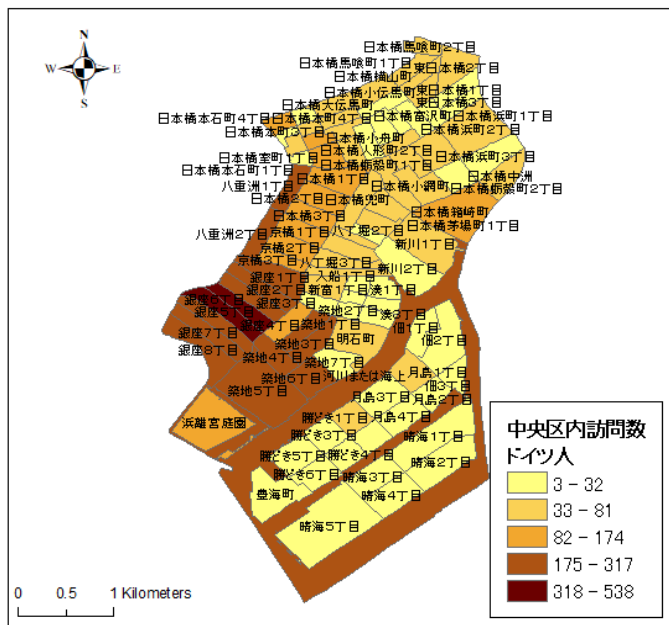 N
W E
S
日本橋馬喰町2丁目
日本橋馬喰町1丁目
東日本橋2丁目
日本橋横山町
日本橋小伝馬町
東日本橋1丁目
日本橋大伝馬町
東日本橋3丁目
日本橋本石町4丁目
日本橋本町4丁目
日本橋富沢町
日本橋浜町1丁目
日本橋本町3丁目
日本橋小舟町
日本橋浜町2丁目
日本橋室町1丁目
日本橋人形町2丁目
日本橋浜町3丁目
日本橋本石町1丁目
日本橋蛎殻町1丁目
日本橋中洲
八重洲1丁目
日本橋1丁目
日本橋小網町
日本橋蛎殻町2丁目
日本橋2丁目
日本橋兜町
日本橋箱崎町
日本橋3丁目
日本橋茅場町1丁目
八重洲2丁目
京橋1丁目
八丁堀2丁目
新川1丁目
京橋2丁目
京橋3丁目
八丁堀3丁目
新川2丁目
銀座1丁目
入船1丁目
銀座2丁目
新富1丁目
湊1丁目
銀座6丁目
銀座3丁目
築地2丁目
銀座5丁目
湊3丁目
銀座4丁目
築地1丁目
佃1丁目
銀座7丁目
築地3丁目
明石町
佃2丁目
銀座8丁目
築地4丁目
築地7丁目
築地6丁目
河川または海上
月島1丁目
築地5丁目
佃3丁目
月島3丁目
月島2丁目
浜離宮庭園
勝どき1丁目
月島4丁目
勝どき3丁目
晴海1丁目
勝どき5丁目
勝どき4丁目
晴海2丁目
勝どき6丁目
晴海3丁目
豊海町
晴海4丁目
晴海5丁目
中央区内訪問数
ドイツ人
3 - 32
33 - 81
82 - 174
175 - 317
318 - 538
0 0.5 1 Kilometers